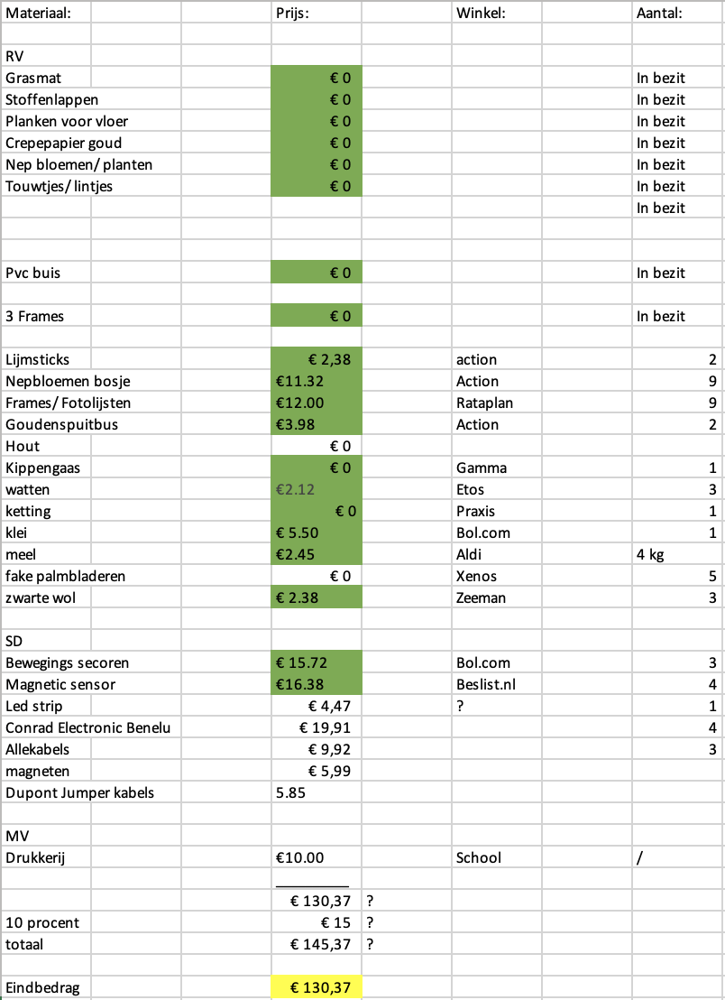 Materiaal: Prijs: Winkel: Aantal:
RV
Grasmat € 0 In bezit
Stoffenlappen € 0 In bezit
Planken voor vloer € 0 In bezit
Crepepapier goud € 0 In bezit
Nep bloemen/ planten € 0 In bezit
Touwtjes/ lintjes € 0 In bezit
In bezit
Pvc buis € 0 In bezit
3 Frames € 0 In bezit
Lijmsticks € 2,38 action 2
Nepbloemen bosje €11.32 Action 9
Frames/ Fotolijsten €12.00 Rataplan 9
Goudenspuitbus €3.98 Action 2
Hout € 0
Kippengaas € 0 Gamma 1
watten €2.12 Etos 3
ketting € 0 Praxis 1
klei € 5.50 Bol.com 1
meel €2.45 Aldi 4 kg
fake palmbladeren € 0 Xenos 5
zwarte wol € 2.38 Zeeman 3
SD
Bewegings secoren € 15.72 Bol.com 3
Magnetic sensor €16.38 Beslist.nl 4
Led strip € 4,47 ? 1
Conrad Electronic Benelu € 19,91 4
Allekabels € 9,92 3
magneten € 5,99
Dupont Jumper kabels 5.85
MV
Drukkerij €10.00 School /
€ 130,37 ?
10 procent € 15 ?
totaal € 145,37 ?
Eindbedrag € 130,37